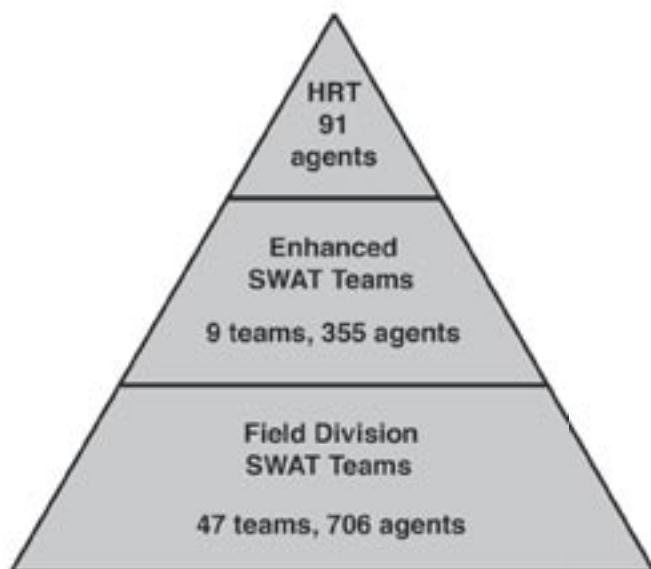 HRT
91
agents
Enhanced
SWAT Teams
9 teams, 355 agents
Field Division
SWAT Teams
47 teams, 706 agents